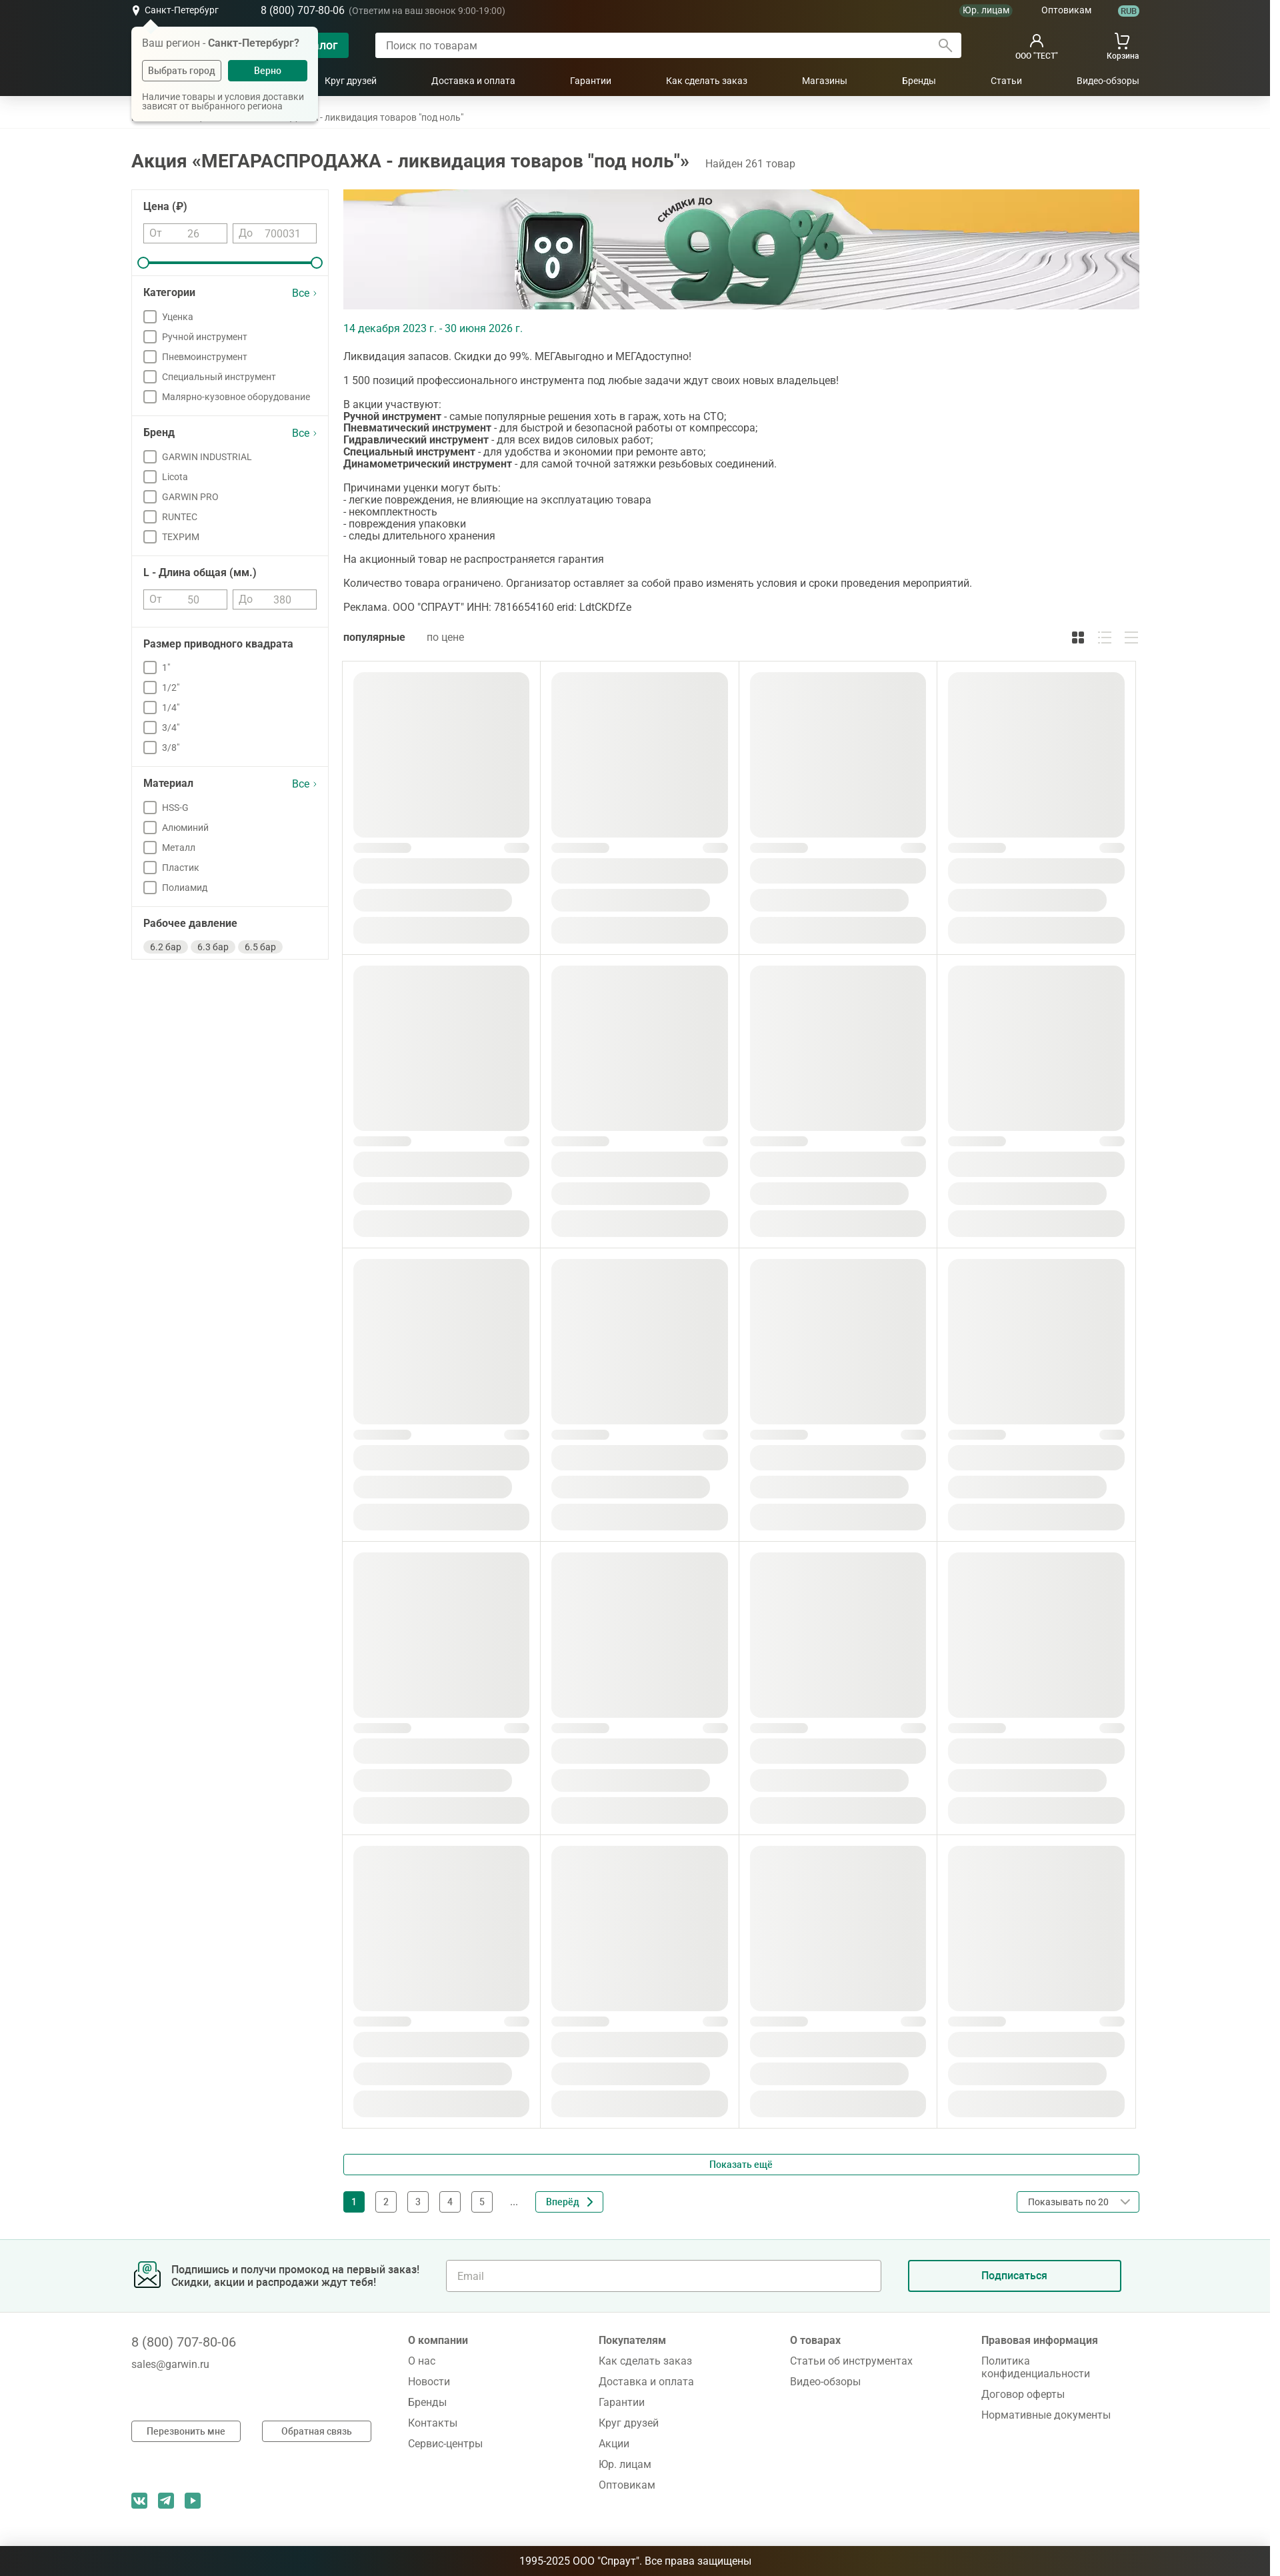 Санкт-Петербург
8 (800) 707-80-06 (Ответим на ваш звонок 9:00-19:00)
Юр. лицам
Оптовикам
RUB
Ваш регион - Санкт-Петербург?
Выбрать город
Верно
Наличие товары и условия доставки
зависят от выбранного региона
Поиск по товарам
ООО "ТЕСТ"
Корзина
Круг друзей
Доставка и оплата
Гарантии
Как сделать заказ
Магазины
Бренды
Статьи
Видео-обзоры
- ликвидация товаров "под ноль"
Акция «МЕГАРАСПРОДАЖА - ликвидация товаров "под ноль"»
Найден 261 товар
Цена (₽)
От 26
До 700031
Категории
Все
Уценка
Ручной инструмент
Пневмоинструмент
Специальный инструмент
Малярно-кузовное оборудование
Бренд
Все
GARWIN INDUSTRIAL
Licota
GARWIN PRO
RUNTEC
ТЕХРИМ
L - Длина общая (мм.)
От 50
До 380
Размер приводного квадрата
1"
1/2"
1/4"
3/4"
3/8"
Материал
Все
HSS-G
Алюминий
Металл
Пластик
Полиамид
Рабочее давление
6.2 бар
6.3 бар
6.5 бар
СКИДКИ ДО
99%
14 декабря 2023 г. - 30 июня 2026 г.
Ликвидация запасов. Скидки до 99%. МЕГАвыгодно и МЕГАдоступно!
1 500 позиций профессионального инструмента под любые задачи ждут своих новых владельцев!
В акции участвуют:
Ручной инструмент - самые популярные решения хоть в гараж, хоть на СТО;
Пневматический инструмент - для быстрой и безопасной работы от компрессора;
Гидравлический инструмент - для всех видов силовых работ;
Специальный инструмент - для удобства и экономии при ремонте авто;
Динамометрический инструмент - для самой точной затяжки резьбовых соединений.
Причинами уценки могут быть:
- легкие повреждения, не влияющие на эксплуатацию товара
- некомплектность
- повреждения упаковки
- следы длительного хранения
На акционный товар не распространяется гарантия
Количество товара ограничено. Организатор оставляет за собой право изменять условия и сроки проведения мероприятий.
Реклама. ООО "СПРАУТ" ИНН: 7816654160 erid: LdtCKDfZe
популярные
по цене
Показать ещё
1
2
3
4
5
...
Вперёд
Показывать по 20
Подпишись и получи промокод на первый заказ!
Скидки, акции и распродажи ждут тебя!
Email
Подписаться
8 (800) 707-80-06
sales@garwin.ru
Перезвонить мне
Обратная связь
О компании
О нас
Новости
Бренды
Контакты
Сервис-центры
Покупателям
Как сделать заказ
Доставка и оплата
Гарантии
Круг друзей
Акции
Юр. лицам
Оптовикам
О товарах
Статьи об инструментах
Видео-обзоры
Правовая информация
Политика
конфиденциальности
Договор оферты
Нормативные документы
1995-2025 ООО "Спраут". Все права защищены